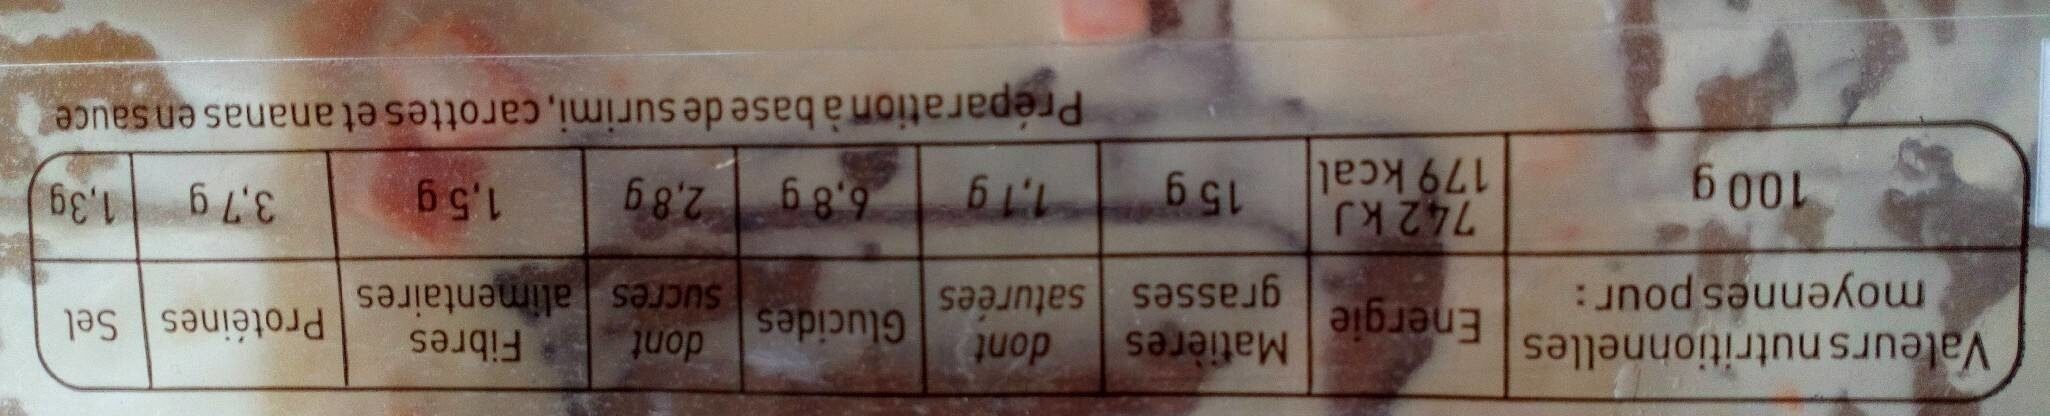 Valeurs nutritionnelles moyennes pour : | Energie | Matières grasses | dont saturées | Glucides | dont sucres | Fibres alimentaires | Protéines | Sel
100 g | 742 kJ 179 kcal | 15 g | 1,1 g | 6,8 g | 2,8 g | 1,5 g | 3,7 g | 1,3g
Préparation à base de surimi, carottes et ananas en sauce